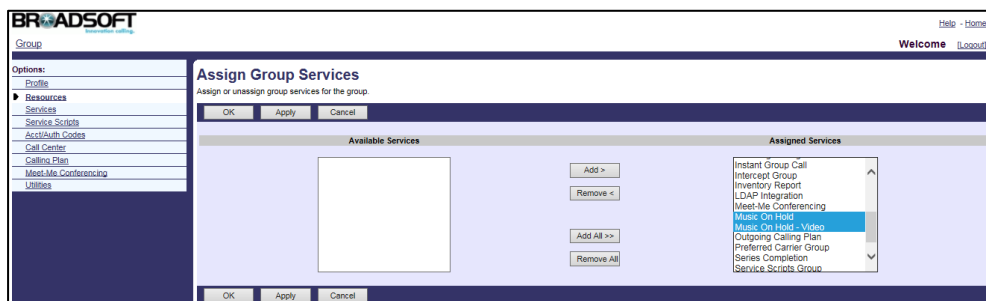 BROADSOFT
innovation calling.
Help - Home
Group
Welcome [Logout]
Options:
Profile
Resources
Services
Service Scripts
Acct/Auth Codes
Call Center
Calling Plan
Meet-Me Conferencing
Utilities
Assign Group Services
Assign or unassign group services for the group.
OK Apply Cancel
Available Services
Add >
Remove <
Add All >>
Remove All
Assigned Services
Instant Group Call
Intercept Group
Inventory Report
LDAP Integration
Meet-Me Conferencing
Music On Hold
Music On Hold - Video
Outgoing Calling Plan
Preferred Carrier Group
Series Completion
Service Scripts Group
OK Apply Cancel